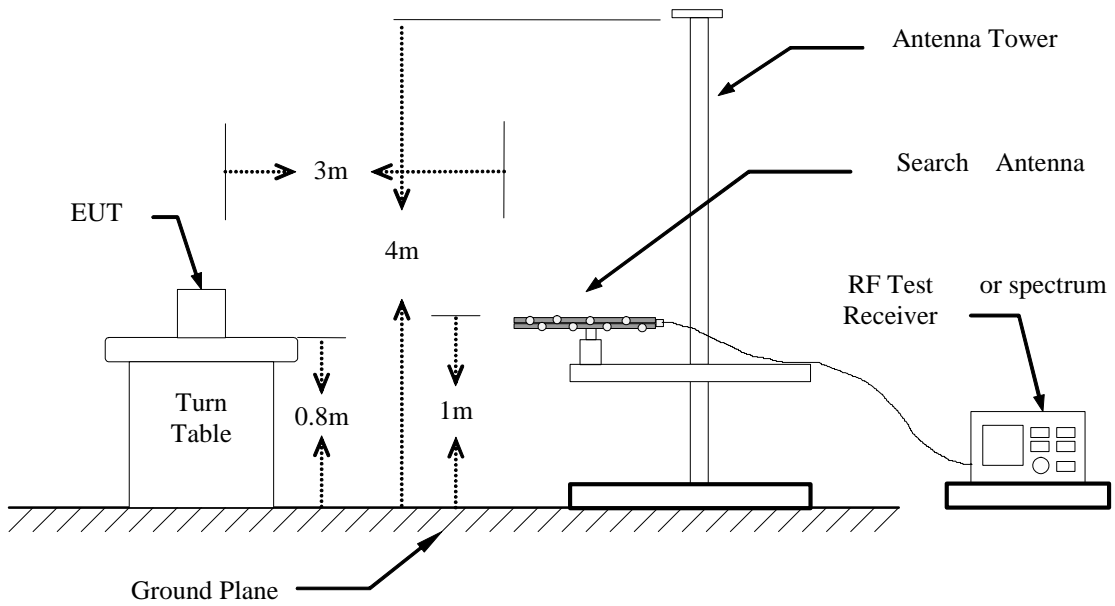 Antenna Tower
Search Antenna
3m
EUT
4m
RF Test or spectrum
Receiver
1m
0.8m
Turn
Table
Ground Plane